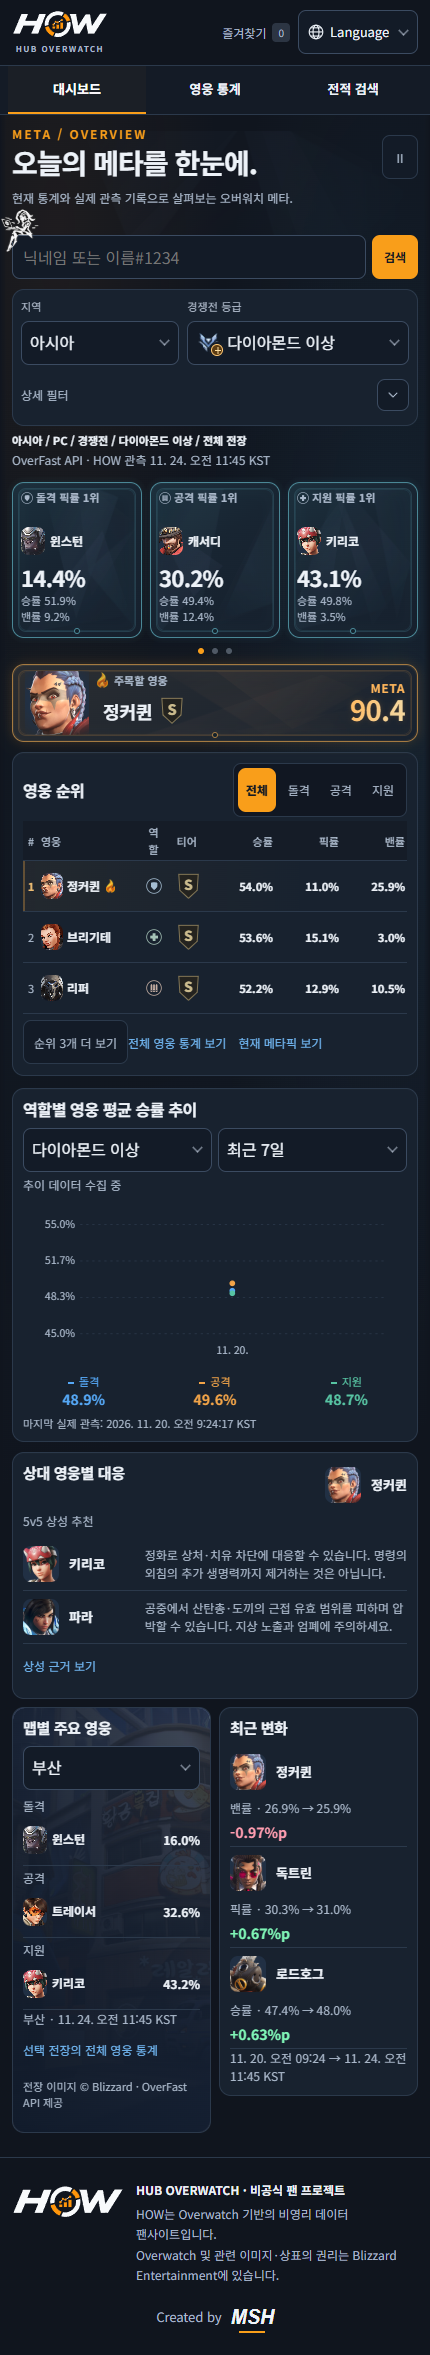 HOW
HUB OVERWATCH
즐겨찾기 0
Language
대시보드 영웅 통계 전적 검색
META / OVERVIEW
오늘의 메타를 한눈에.
현재 통계와 실제 관측 기록으로 살펴보는 오버워치 메타.
닉네임 또는 이름#1234
검색
지역 경쟁전 등급
아시아 다이아몬드 이상
상세 필터
아시아 / PC / 경쟁전 / 다이아몬드 이상 / 전체 전장
OverFast API · HOW 관측 11. 24. 오전 11:45 KST
돌격 픽률 1위
윈스턴
14.4%
승률 51.9%
밴률 9.2%
공격 픽률 1위
캐서디
30.2%
승률 49.4%
밴률 12.4%
지원 픽률 1위
키리코
43.1%
승률 49.8%
밴률 3.5%
주목할 영웅
정커퀸 S
META
90.4
영웅 순위
전체 돌격 공격 지원
# 영웅 역할 티어 승률 픽률 밴률
1 정커퀸 S 54.0% 11.0% 25.9%
2 브리기테 S 53.6% 15.1% 3.0%
3 리퍼 S 52.2% 12.9% 10.5%
순위 3개 더 보기 전체 영웅 통계 보기 현재 메타픽 보기
역할별 영웅 평균 승률 추이
다이아몬드 이상 최근 7일
추이 데이터 수집 중
55.0%
51.7%
48.3%
45.0%
11. 20.
돌격 공격 지원
48.9% 49.6% 48.7%
마지막 실제 관측: 2026. 11. 20. 오전 9:24:17 KST
상대 영웅별 대응
정커퀸
5v5 상성 추천
키리코
정화로 상처·치유 차단에 대응할 수 있습니다. 명령의
외침의 추가 생명력까지 제거하는 것은 아닙니다.
파라
공중에서 산탄총·도끼의 근접 유효 범위를 피하며 압
박할 수 있습니다. 지상 노출과 엄폐에 주의하세요.
상성 근거 보기
맵별 주요 영웅
부산
돌격
윈스턴 16.0%
공격
트레이서 32.6%
지원
키리코 43.2%
부산 · 11. 24. 오전 11:45 KST
선택 전장의 전체 영웅 통계
전장 이미지 © Blizzard · OverFast
API 제공
최근 변화
정커퀸
밴률 · 26.9% → 25.9%
-0.97%p
독트린
픽률 · 30.3% → 31.0%
+0.67%p
로드호그
승률 · 47.4% → 48.0%
+0.63%p
11. 20. 오전 09:24 → 11. 24. 오전
11:45 KST
HOW
HUB OVERWATCH · 비공식 팬 프로젝트
HOW는 Overwatch 기반의 비영리 데이터
팬사이트입니다.
Overwatch 및 관련 이미지·상표의 권리는 Blizzard
Entertainment에 있습니다.
Created by MSH